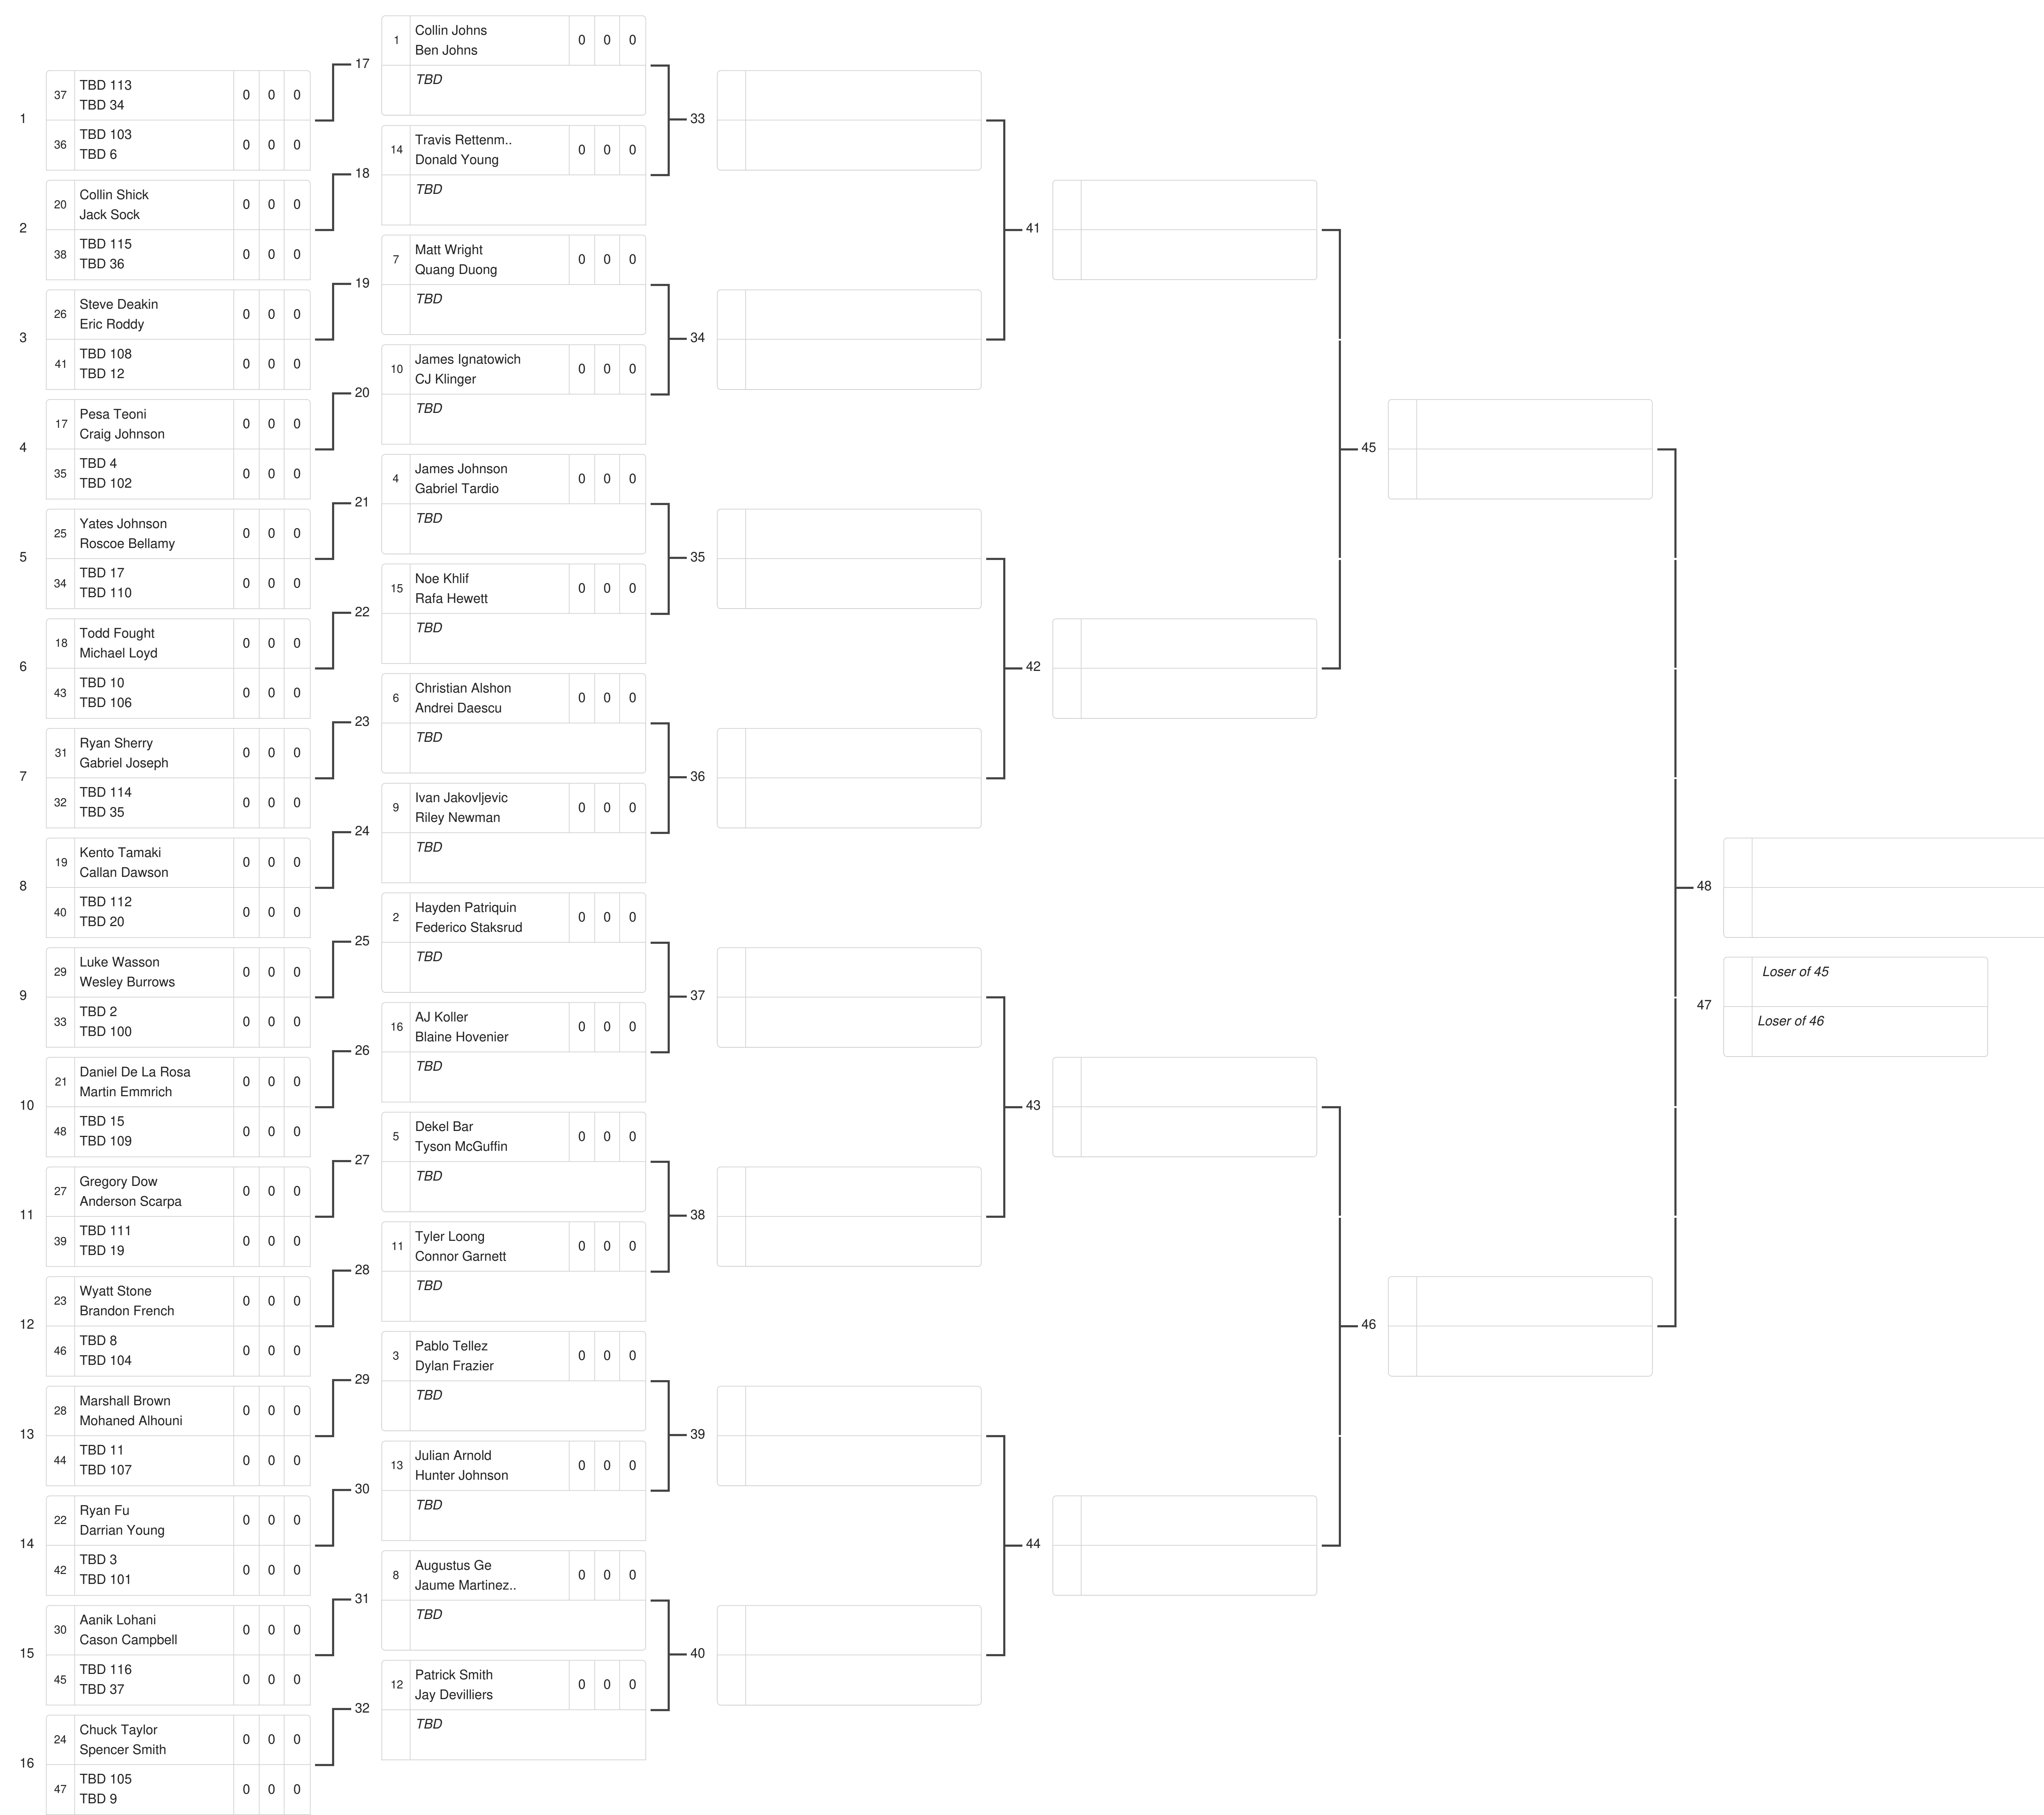 1
37
TBD 113
TBD 34
0 0 0
36
TBD 103
TBD 6
0 0 0
2
20
Collin Shick
Jack Sock
0 0 0
38
TBD 115
TBD 36
0 0 0
3
26
Steve Deakin
Eric Roddy
0 0 0
41
TBD 108
TBD 12
0 0 0
4
17
Pesa Teoni
Craig Johnson
0 0 0
35
TBD 4
TBD 102
0 0 0
5
25
Yates Johnson
Roscoe Bellamy
0 0 0
34
TBD 17
TBD 110
0 0 0
6
18
Todd Fought
Michael Loyd
0 0 0
43
TBD 10
TBD 106
0 0 0
7
31
Ryan Sherry
Gabriel Joseph
0 0 0
32
TBD 114
TBD 35
0 0 0
8
19
Kento Tamaki
Callan Dawson
0 0 0
40
TBD 112
TBD 20
0 0 0
9
29
Luke Wasson
Wesley Burrows
0 0 0
33
TBD 2
TBD 100
0 0 0
10
21
Daniel De La Rosa
Martin Emmrich
0 0 0
48
TBD 15
TBD 109
0 0 0
11
27
Gregory Dow
Anderson Scarpa
0 0 0
39
TBD 111
TBD 19
0 0 0
12
23
Wyatt Stone
Brandon French
0 0 0
46
TBD 8
TBD 104
0 0 0
13
28
Marshall Brown
Mohaned Alhouni
0 0 0
44
TBD 11
TBD 107
0 0 0
14
22
Ryan Fu
Darrian Young
0 0 0
42
TBD 3
TBD 101
0 0 0
15
30
Aanik Lohani
Cason Campbell
0 0 0
45
TBD 116
TBD 37
0 0 0
16
24
Chuck Taylor
Spencer Smith
0 0 0
47
TBD 105
TBD 9
0 0 0
17
1
Collin Johns
Ben Johns
0 0 0
TBD
18
14
Travis Rettenm..
Donald Young
0 0 0
TBD
19
7
Matt Wright
Quang Duong
0 0 0
TBD
20
10
James Ignatowich
CJ Klinger
0 0 0
TBD
21
4
James Johnson
Gabriel Tardio
0 0 0
TBD
22
15
Noe Khlif
Rafa Hewett
0 0 0
TBD
23
6
Christian Alshon
Andrei Daescu
0 0 0
TBD
24
9
Ivan Jakovljevic
Riley Newman
0 0 0
TBD
25
2
Hayden Patriquin
Federico Staksrud
0 0 0
TBD
26
16
AJ Koller
Blaine Hovenier
0 0 0
TBD
27
5
Dekel Bar
Tyson McGuffin
0 0 0
TBD
28
11
Tyler Loong
Connor Garnett
0 0 0
TBD
29
3
Pablo Tellez
Dylan Frazier
0 0 0
TBD
30
13
Julian Arnold
Hunter Johnson
0 0 0
TBD
31
8
Augustus Ge
Jaume Martinez..
0 0 0
TBD
32
12
Patrick Smith
Jay Devilliers
0 0 0
TBD
33
34
35
36
37
38
39
40
41
42
43
44
45
46
48
47
Loser of 45
Loser of 46